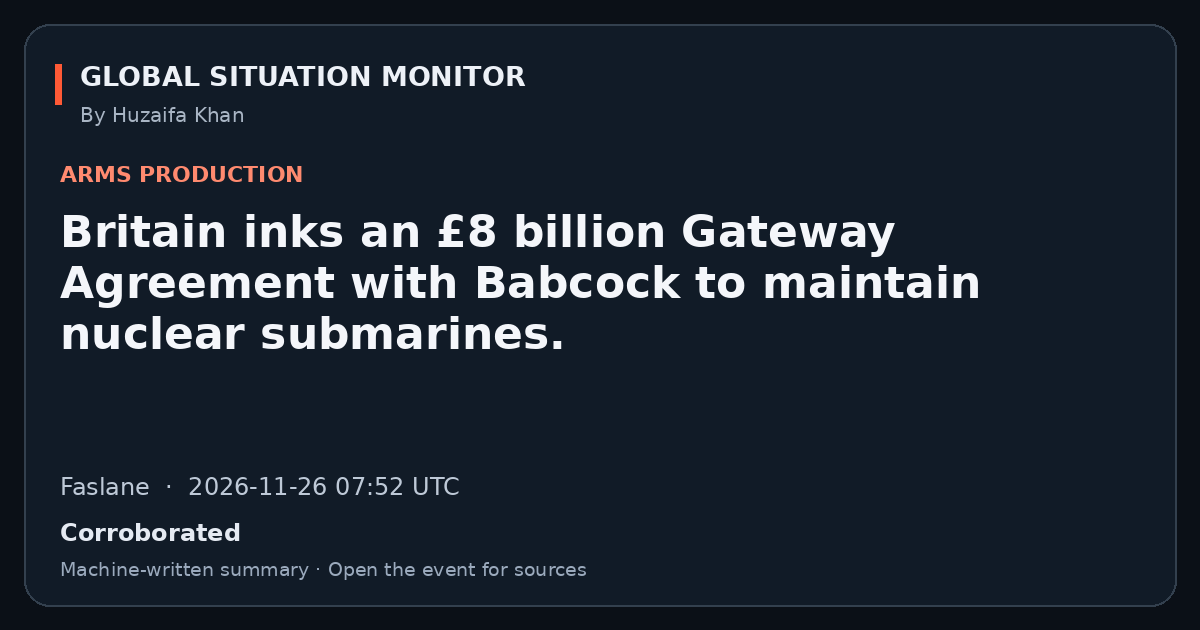 GLOBAL SITUATION MONITOR
By Huzaifa Khan
ARMS PRODUCTION
Britain inks an £8 billion Gateway
Agreement with Babcock to maintain
nuclear submarines.
Faslane · 2026-11-26 07:52 UTC
Corroborated
Machine-written summary · Open the event for sources